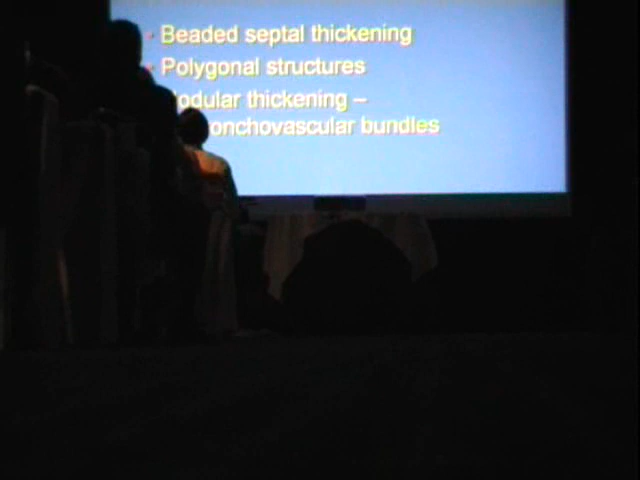 Beaded septal thickening
Polygonal structures
odular thickening –
onchovascular bundles